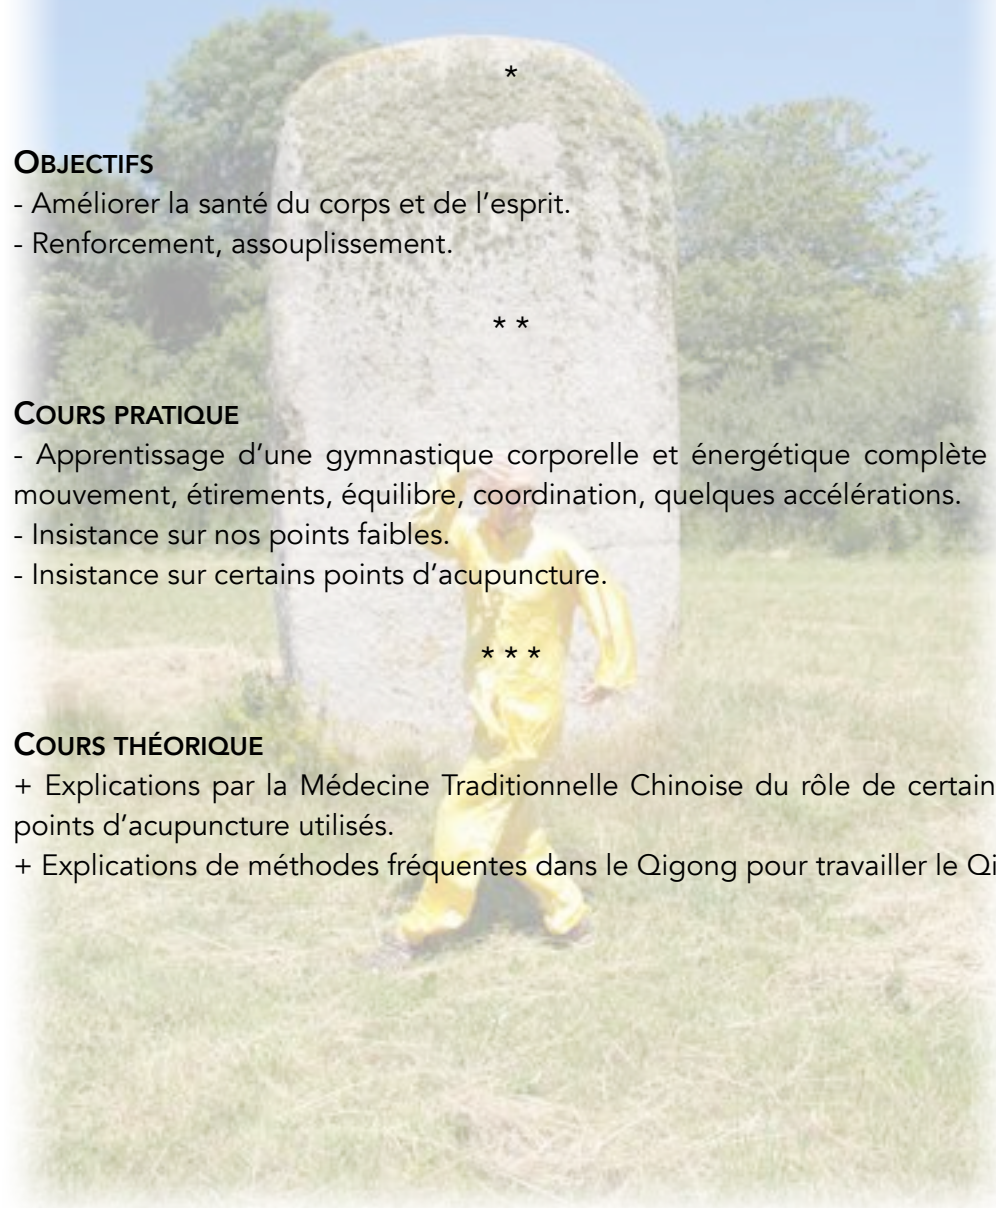 *
OBJECTIFS
- Améliorer la santé du corps et de l’esprit.
- Renforcement, assouplissement.
* *
COURS PRATIQUE
- Apprentissage d’une gymnastique corporelle et énergétique complète
mouvement, étirements, équilibre, coordination, quelques accélérations.
- Insistance sur nos points faibles.
- Insistance sur certains points d’acupuncture.
* * *
COURS THÉORIQUE
+ Explications par la Médecine Traditionnelle Chinoise du rôle de certain
points d’acupuncture utilisés.
+ Explications de méthodes fréquentes dans le Qigong pour travailler le Qi